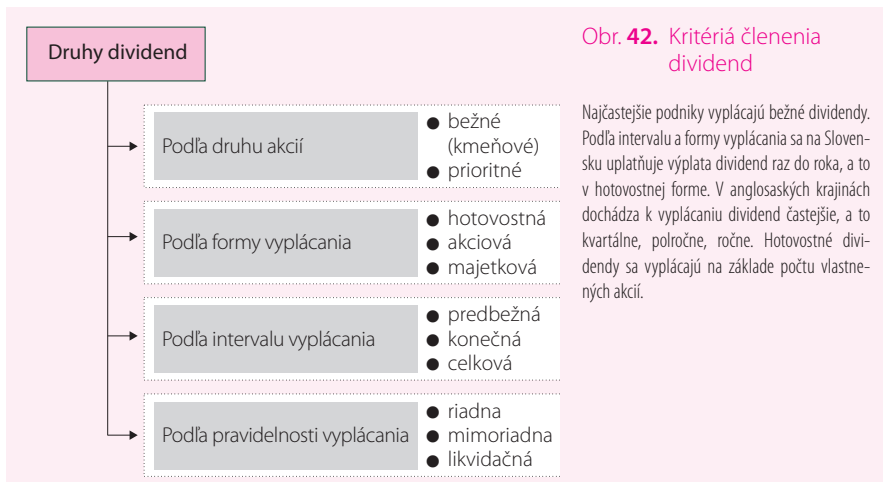 Druhy dividend
Podľa druhu akcií
● bežné
(kmeňové)
● prioritné
Podľa formy vyplácania
● hotovostná
● akciová
● majetková
Podľa intervalu vyplácania
● predbežná
● konečná
● celková
Podľa pravidelnosti vyplácania
● riadna
● mimoriadna
● likvidačná
Obr. 42. Kritériá členenia
dividend
Najčastejšie podniky vyplácajú bežné dividendy.
Podľa intervalu a formy vyplácania sa na Sloven-
sku uplatňuje výplata dividend raz do roka, a to
v hotovostnej forme. V anglosaských krajinách
dochádza k vyplácaniu dividend častejšie, a to
kvartálne, polročne, ročne. Hotovostné divi-
dendy sa vyplácajú na základe počtu vlastne-
ných akcií.